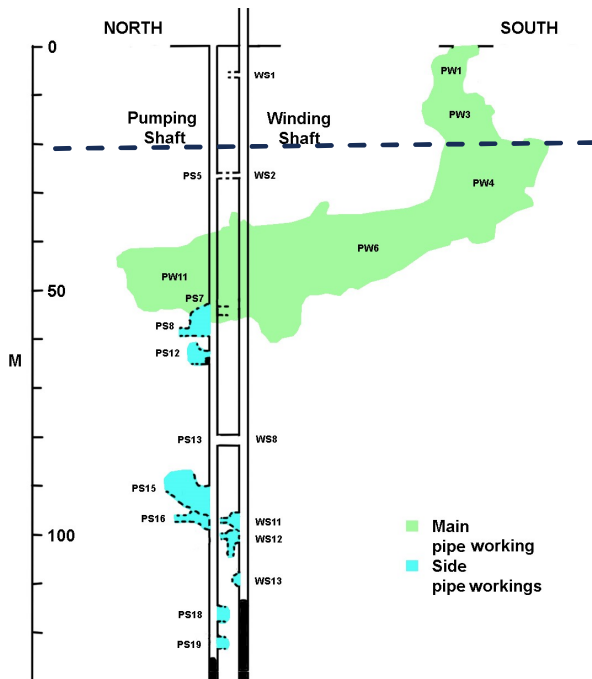 NORTH
SOUTH
0
PW1
WS1
PW3
Pumping
Shaft
Winding
Shaft
PS5
WS2
PW4
PW6
PW11
50
PS7
PS8
PS12
M
PS13
WS8
PS15
PS16
WS11
WS12
100
WS13
PS18
PS19
Main
pipe working
Side
pipe workings